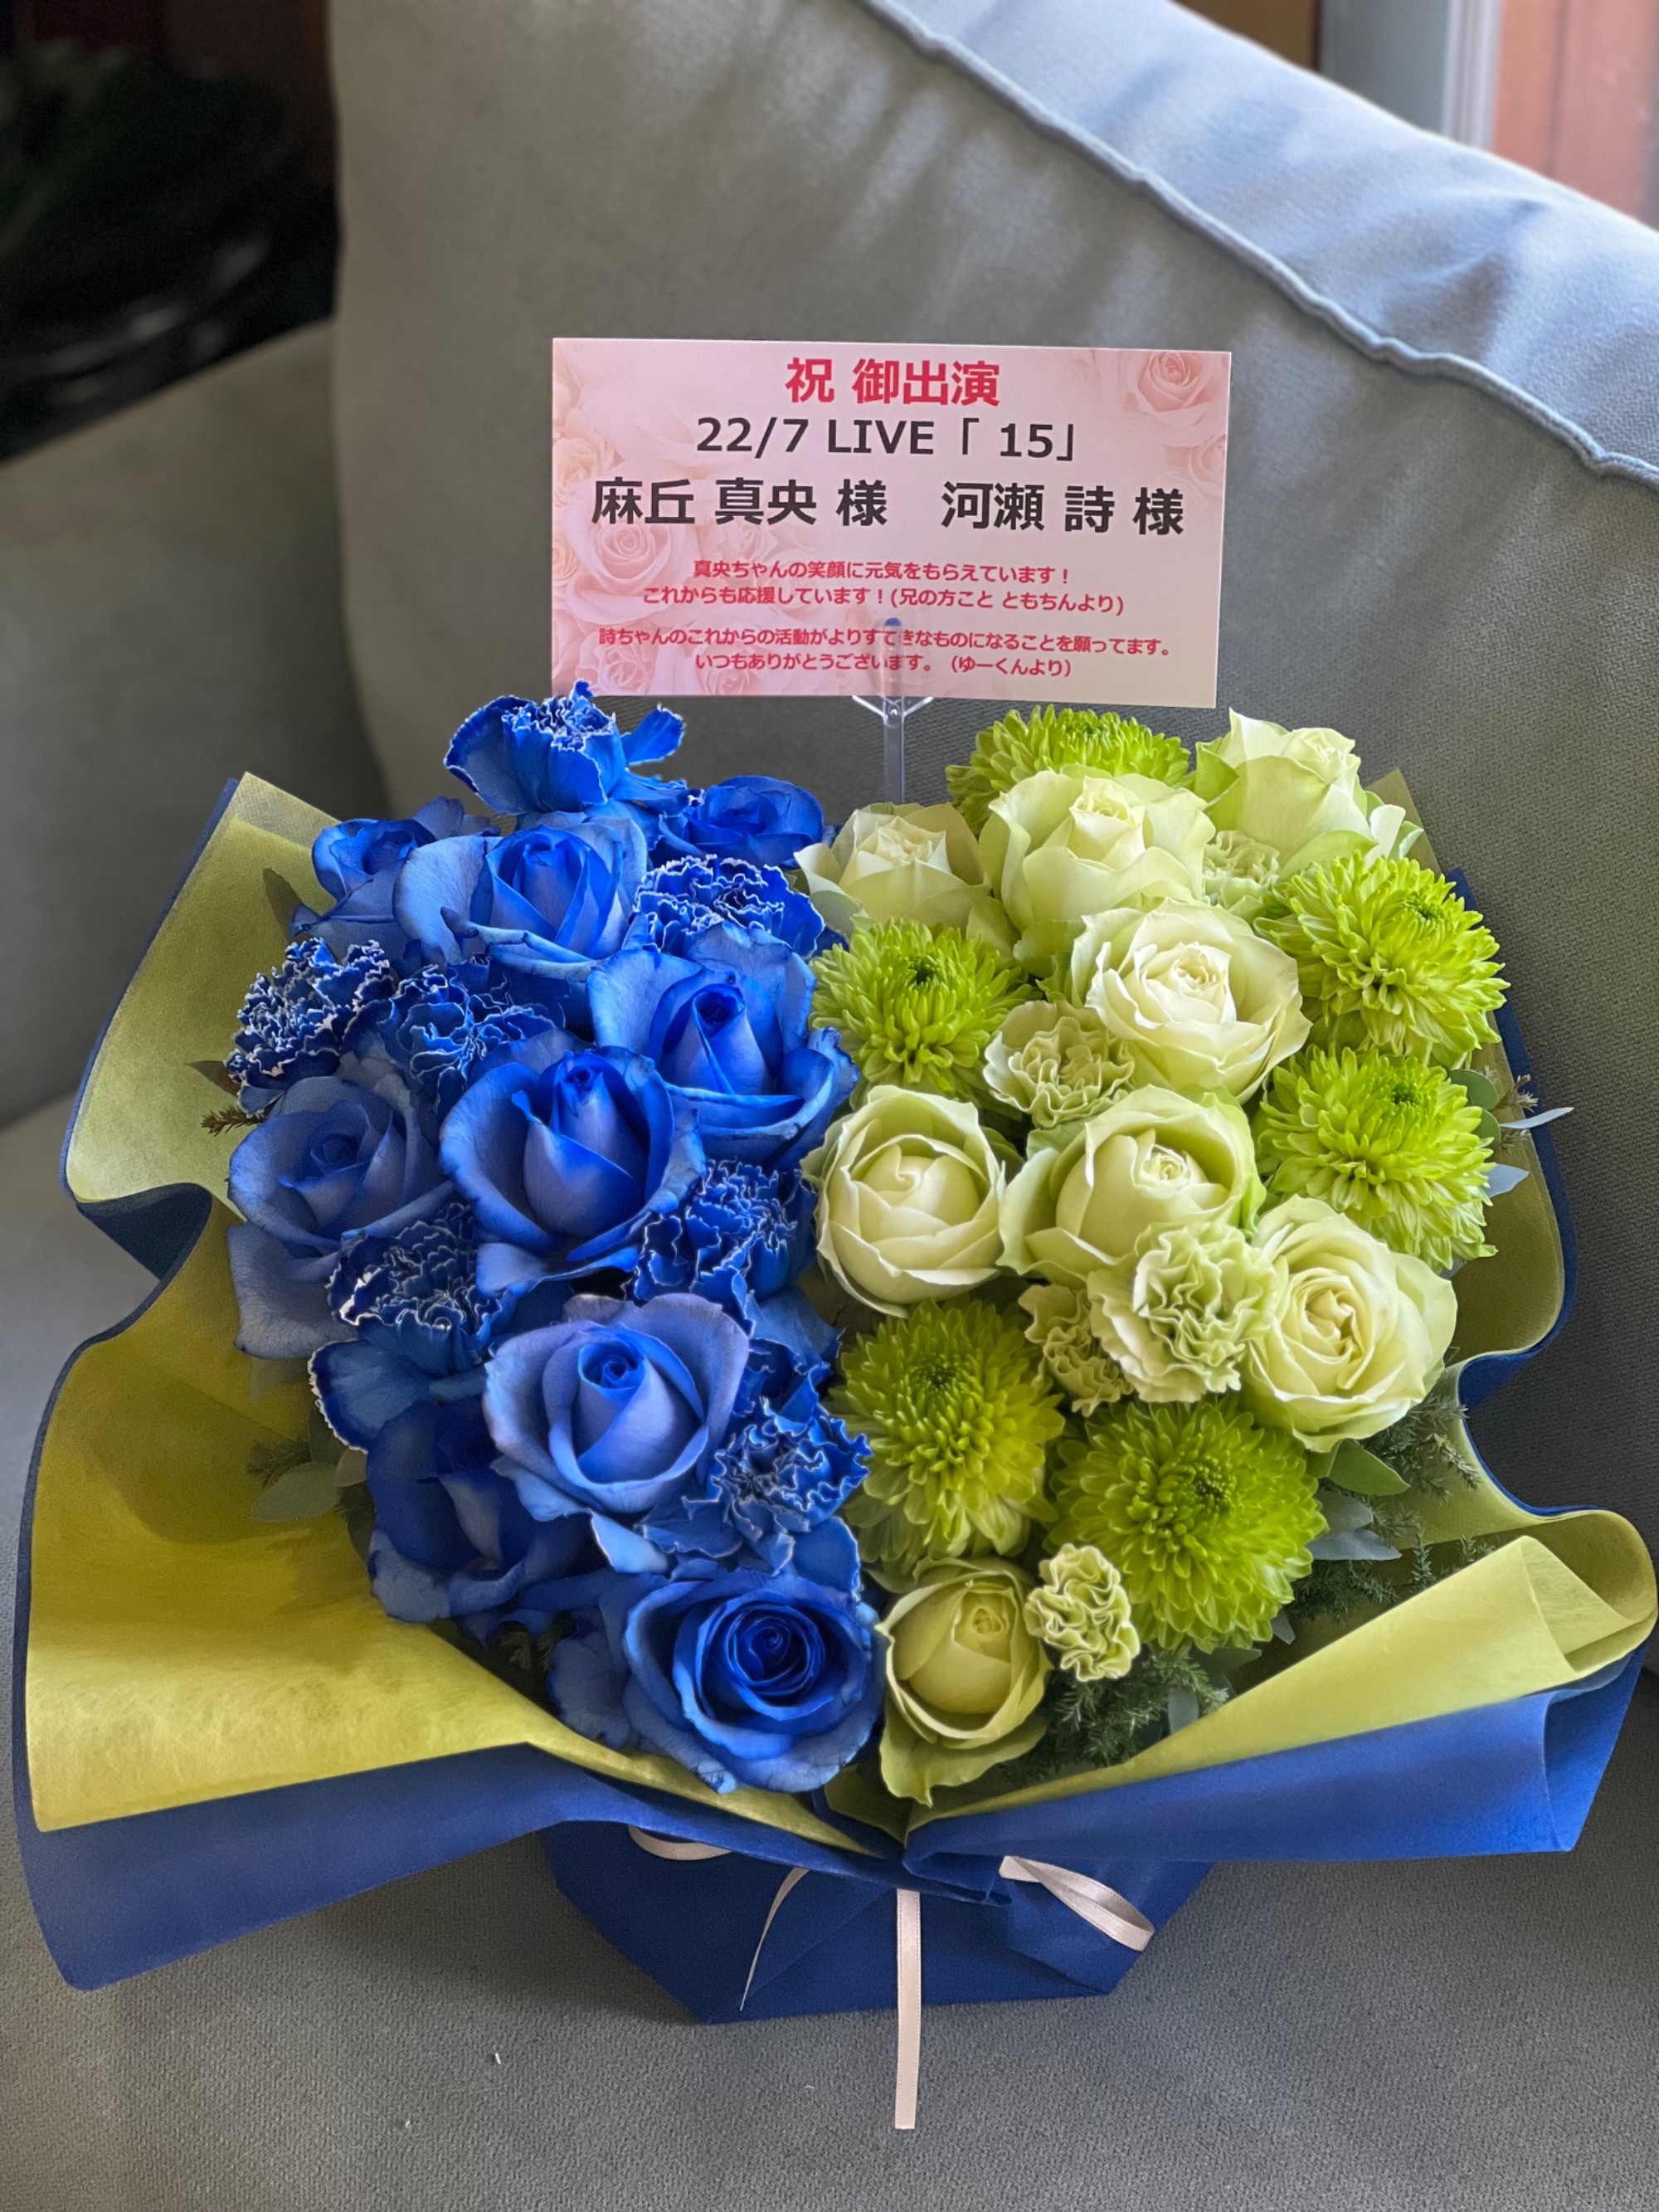 祝 御出演
22/7 LIVE「 15」
麻丘 真央 様　河瀬 詩 様
真央ちゃんの笑顔に元気をもらえています！
これからも応援しています！(兄の方こと ともちんより)
詩ちゃんのこれからの活動がよりすてきなものになることを願ってます。
いつもありがとうございます。（ゆーくんより）